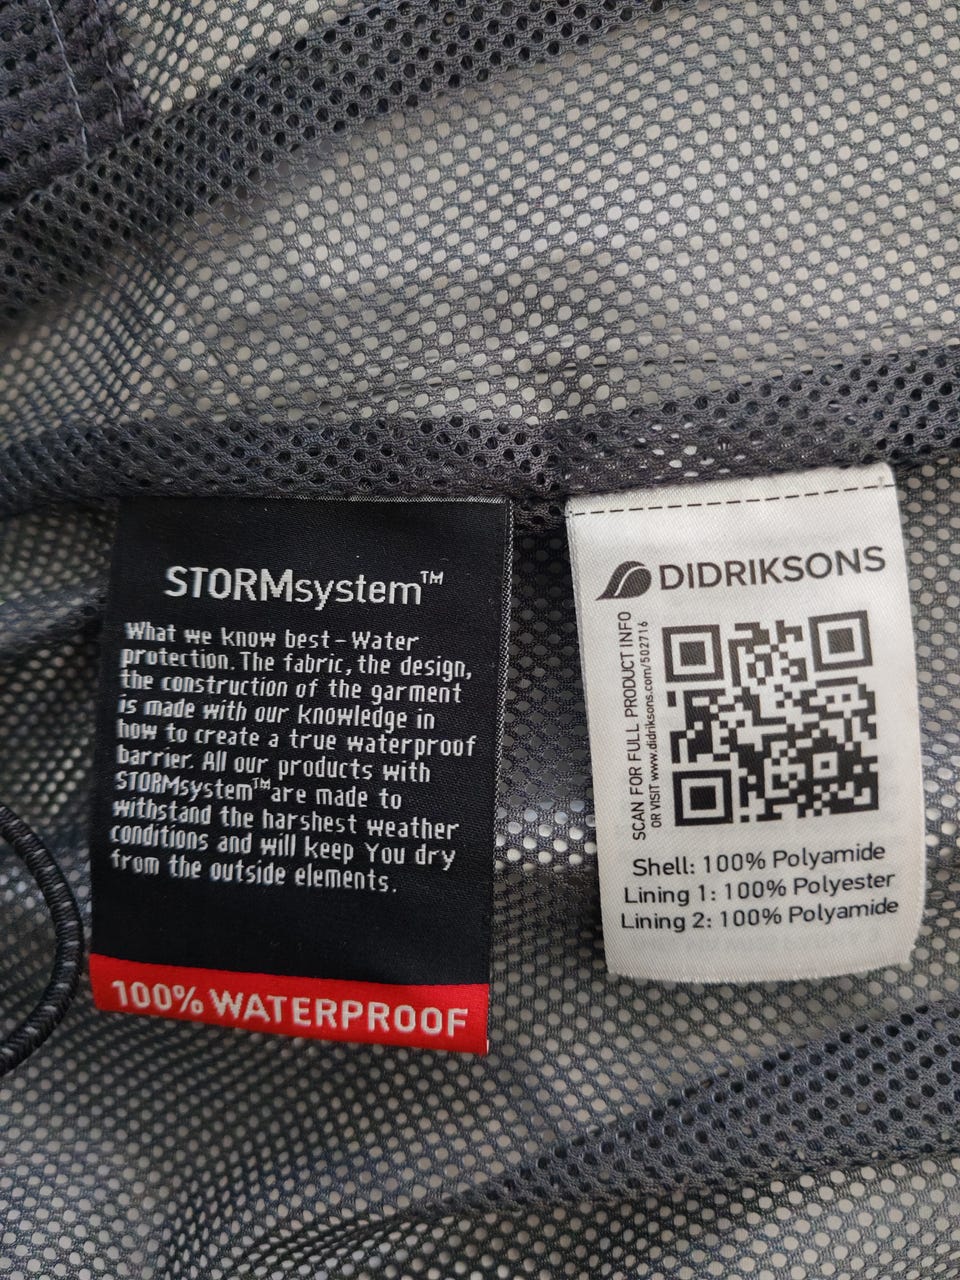 STORMsystem™
What we know best-Water
protection. The fabric, the design,
the construction of the garment
is made with our knowledge in
how to create a true waterproof
barrier. All our products with
STORMsystem™are made to
withstand the harshest weather
conditions and will keep You dry
from the outside elements.
100% WATERPROOF
DIDRIKSONS
SCAN FOR FULL PRODUCT INFO
OR VISIT www.didriksons.com/502716
Shell: 100% Polyamide
Lining 1: 100% Polyester
Lining 2: 100% Polyamide